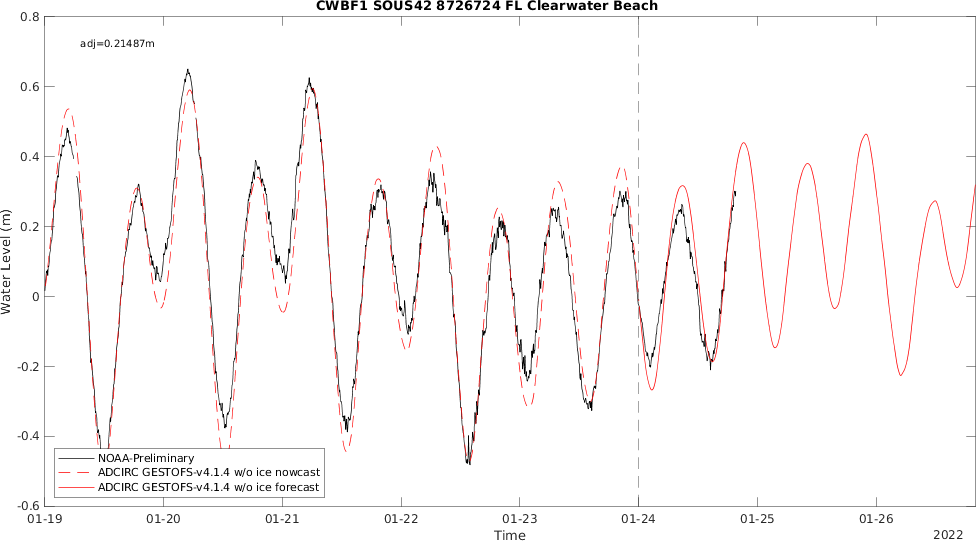 CWBF1 SOUS42 8726724 FL Clearwater Beach
adj=0.21487m
Water Level (m)
0.8
0.6
0.4
0.2
0
-0.2
-0.4
-0.6
NOAA-Preliminary
ADCIRC GESTOFS-v4.1.4 w/o ice nowcast
ADCIRC GESTOFS-v4.1.4 w/o ice forecast
01-19 01-20 01-21 01-22 01-23 01-24 01-25 01-26
Time
2022